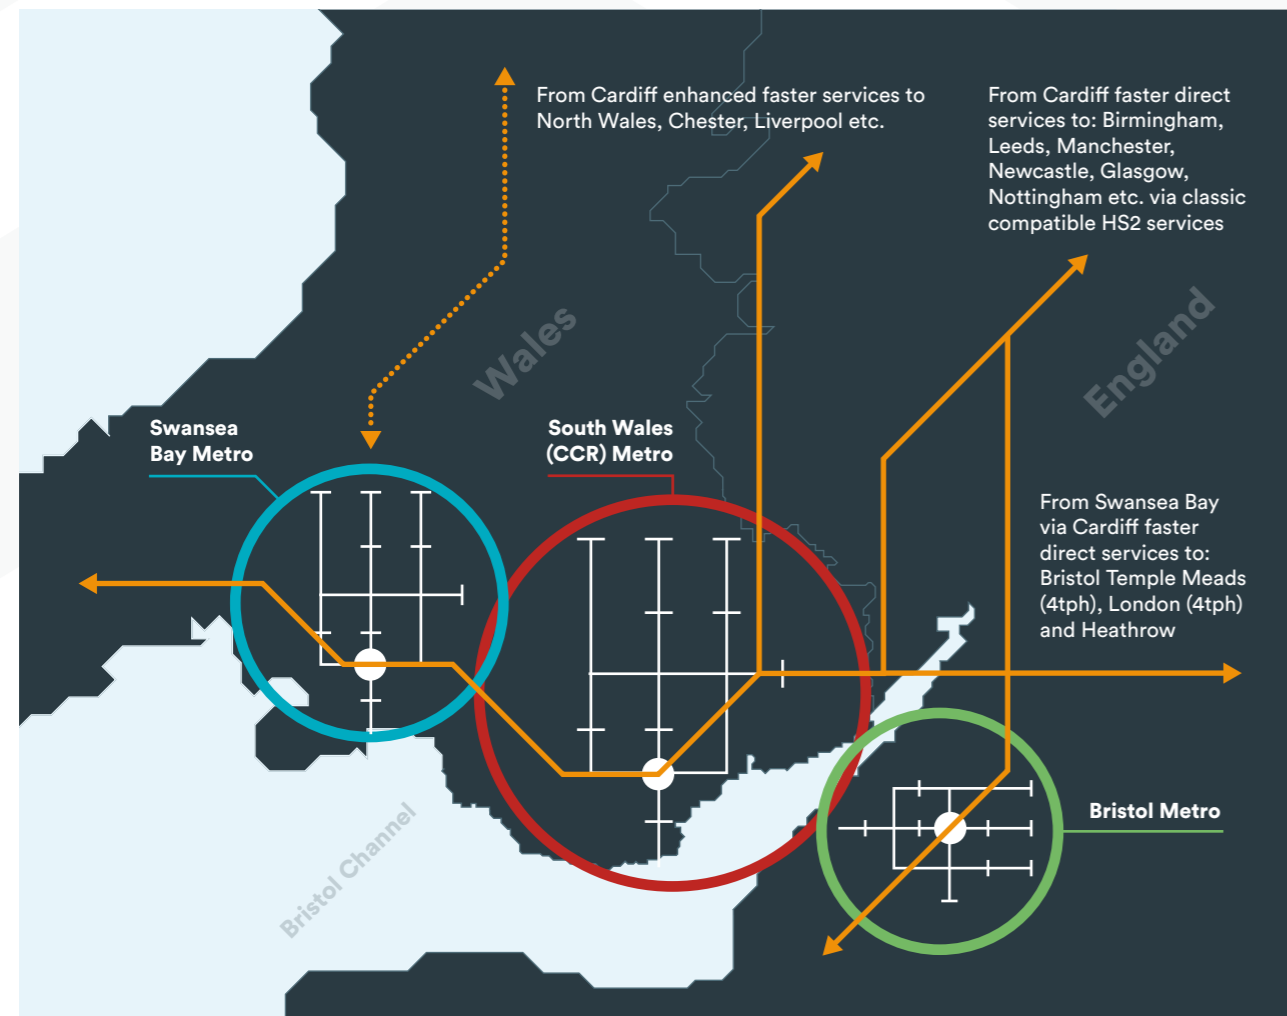 From Cardiff enhanced faster services to
North Wales, Chester, Liverpool etc.
From Cardiff faster direct
services to: Birmingham,
Leeds, Manchester,
Newcastle, Glasgow,
Nottingham etc. via classic
compatible HS2 services
Wales
England
Swansea
Bay Metro
South Wales
(CCR) Metro
From Swansea Bay
via Cardiff faster
direct services to:
Bristol Temple Meads
(4tph), London (4tph)
and Heathrow
Bristol Metro
Bristol Channel